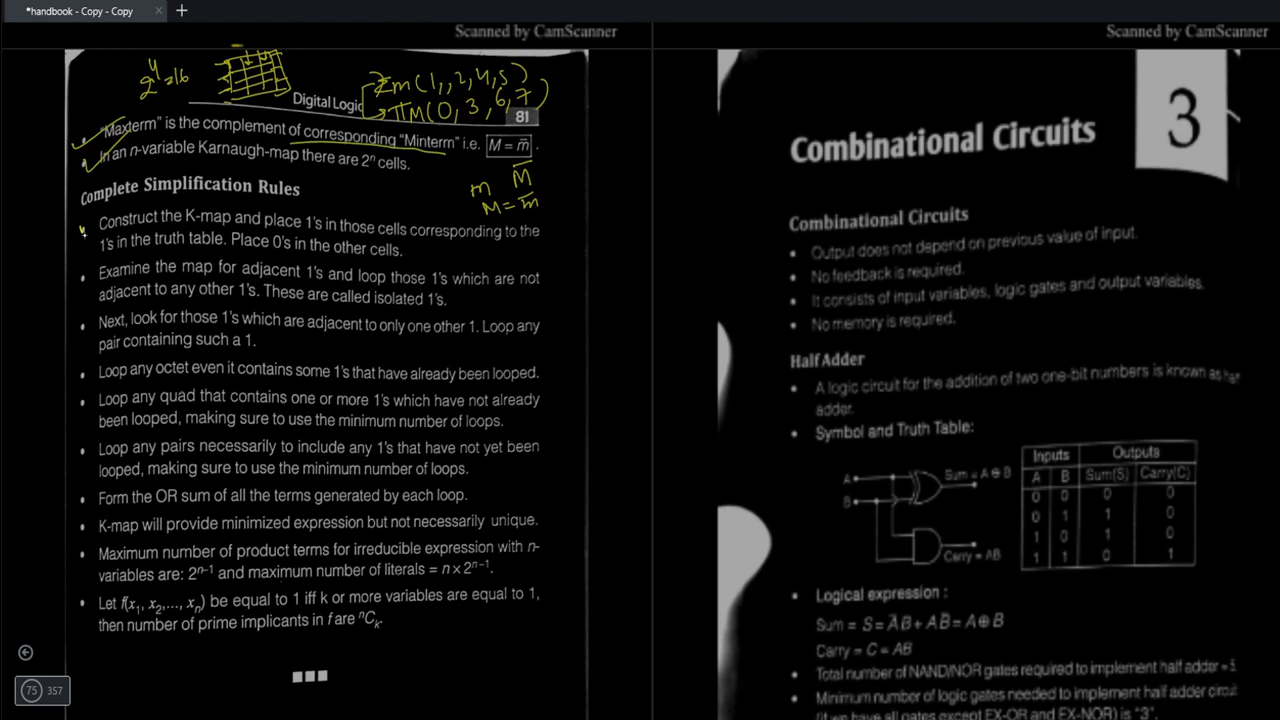 *handbook - Copy - Copy
Scanned by CamScanner
2^4=16
Σm(1,2,4,5)
πM(0,3,6,7)
Digital Logic
81
• "Maxterm" is the complement of corresponding "Minterm" i.e. M = m̅ .
• In an n-variable Karnaugh-map there are 2ⁿ cells.
m M̅
M = m̅
Complete Simplification Rules
Construct the K-map and place 1's in those cells corresponding to the
1's in the truth table. Place 0's in the other cells.
• Examine the map for adjacent 1's and loop those 1's which are not
adjacent to any other 1's. These are called isolated 1's.
• Next, look for those 1's which are adjacent to only one other 1. Loop any
pair containing such a 1.
• Loop any octet even it contains some 1's that have already been looped.
• Loop any quad that contains one or more 1's which have not already
been looped, making sure to use the minimum number of loops.
• Loop any pairs necessarily to include any 1's that have not yet been
looped, making sure to use the minimum number of loops.
• Form the OR sum of all the terms generated by each loop.
• K-map will provide minimized expression but not necessarily unique.
• Maximum number of product terms for irreducible expression with n-
variables are: 2ⁿ⁻¹ and maximum number of literals = n × 2ⁿ⁻¹.
• Let f(x₁, x₂,..., xₙ) be equal to 1 iff k or more variables are equal to 1,
then number of prime implicants in f are ⁿCₖ.
75 357
Scanned by CamScanner
3
Combinational Circuits
Combinational Circuits
• Output does not depend on previous value of input.
• No feedback is required.
• It consists of input variables, logic gates and output variables.
• No memory is required.
Half Adder
• A logic circuit for the addition of two one-bit numbers is known as
adder.
• Symbol and Truth Table:
A
B
Sum = A ⊕ B
Carry = AB
Inputs Outputs
A B Sum(S) Carry(C)
0 0 0 0
0 1 1 0
1 0 1 0
1 1 0 1
• Logical expression :
Sum = S = A̅B + AB̅ = A ⊕ B
Carry = C = AB
• Total number of NAND/NOR gates required to implement half adder = 5.
• Minimum number of logic gates needed to implement half adder circuit
(If we have all gates except EX-OR and EX-NOR) is "3".